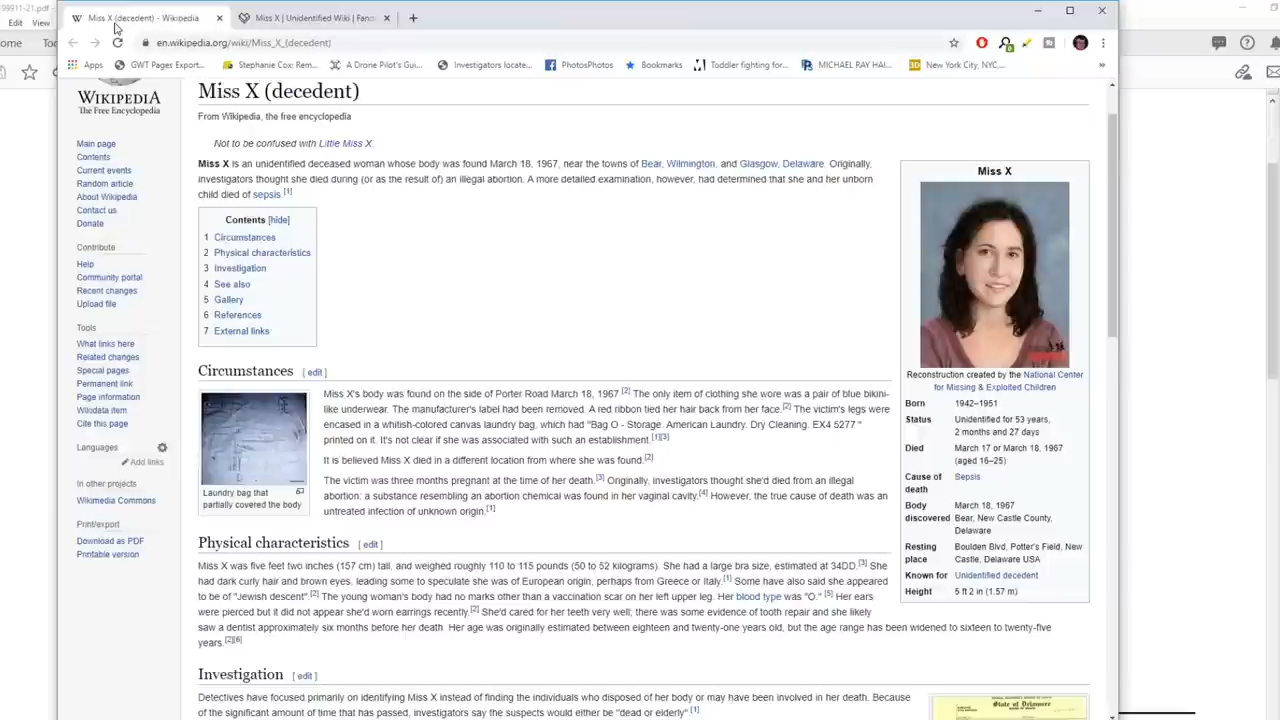 99911-21.pdf -
Edit View
Miss X (decedent) - Wikipedia
Miss X | Unidentified Wiki | Fand
en.wikipedia.org/wiki/Miss_X_(decedent)
Apps
GWT Pages Export...
Stephanie Cox: Rem...
A Drone Pilot's Gui...
Investigators locate...
PhotosPhotos
Bookmarks
Toddler fighting for...
MICHAEL RAY HAI...
New York City, NYC,...
WIKIPEDIA
The Free Encyclopedia
Main page
Contents
Current events
Random article
About Wikipedia
Contact us
Donate
Contribute
Help
Community portal
Recent changes
Upload file
Tools
What links here
Related changes
Special pages
Permanent link
Page information
Wikidata item
Cite this page
Languages
Add links
In other projects
Wikimedia Commons
Print/export
Download as PDF
Printable version
Miss X (decedent)
From Wikipedia, the free encyclopedia
Not to be confused with Little Miss X.
Miss X is an unidentified deceased woman whose body was found March 18, 1967, near the towns of Bear, Wilmington, and Glasgow, Delaware. Originally,
investigators thought she died during (or as the result of) an illegal abortion. A more detailed examination, however, had determined that she and her unborn
child died of sepsis.[1]
Contents [hide]
1 Circumstances
2 Physical characteristics
3 Investigation
4 See also
5 Gallery
6 References
7 External links
Circumstances [ edit ]
Laundry bag that
partially covered the body
Miss X's body was found on the side of Porter Road March 18, 1967 [2] The only item of clothing she wore was a pair of blue bikini-
like underwear. The manufacturer's label had been removed. A red ribbon tied her hair back from her face.[2] The victim's legs were
encased in a whitish-colored canvas laundry bag, which had "Bag O - Storage. American Laundry. Dry Cleaning. EX4 5277 "
printed on it. It's not clear if she was associated with such an establishment.[1][3]
It is believed Miss X died in a different location from where she was found.[2]
The victim was three months pregnant at the time of her death.[3] Originally, investigators thought she'd died from an illegal
abortion: a substance resembling an abortion chemical was found in her vaginal cavity.[4] However, the true cause of death was an
untreated infection of unknown origin.[1]
Physical characteristics [ edit ]
Miss X was five feet two inches (157 cm) tall, and weighed roughly 110 to 115 pounds (50 to 52 kilograms). She had a large bra size, estimated at 34DD.[3] She
had dark curly hair and brown eyes, leading some to speculate she was of European origin, perhaps from Greece or Italy.[1] Some have also said she appeared
to be of "Jewish descent".[2] The young woman's body had no marks other than a vaccination scar on her left upper leg. Her blood type was "O." [5] Her ears
were pierced but it did not appear she'd worn earrings recently.[2] She'd cared for her teeth very well; there was some evidence of tooth repair and she likely
saw a dentist approximately six months before her death Her age was originally estimated between eighteen and twenty-one years old, but the age range has been widened to sixteen to twenty-five
years.[2][6]
Investigation [ edit ]
Detectives have focused primarily on identifying Miss X instead of finding the individuals who disposed of her body or may have been involved in her death. Because
of the significant amount of time that has passed, investigators say the suspects would either be "dead or elderly" [1]
Miss X
Reconstruction created by the National Center
for Missing & Exploited Children
Born 1942–1951
Status Unidentified for 53 years,
2 months and 27 days
Died March 17 or March 18, 1967
(aged 16–25)
Cause of death Sepsis
Body discovered March 18, 1967
Bear, New Castle County,
Delaware
Resting place Boulden Blvd, Potter's Field, New
Castle, Delaware USA
Known for Unidentified decedent
Height 5 ft 2 in (1.57 m)
State of Delaware